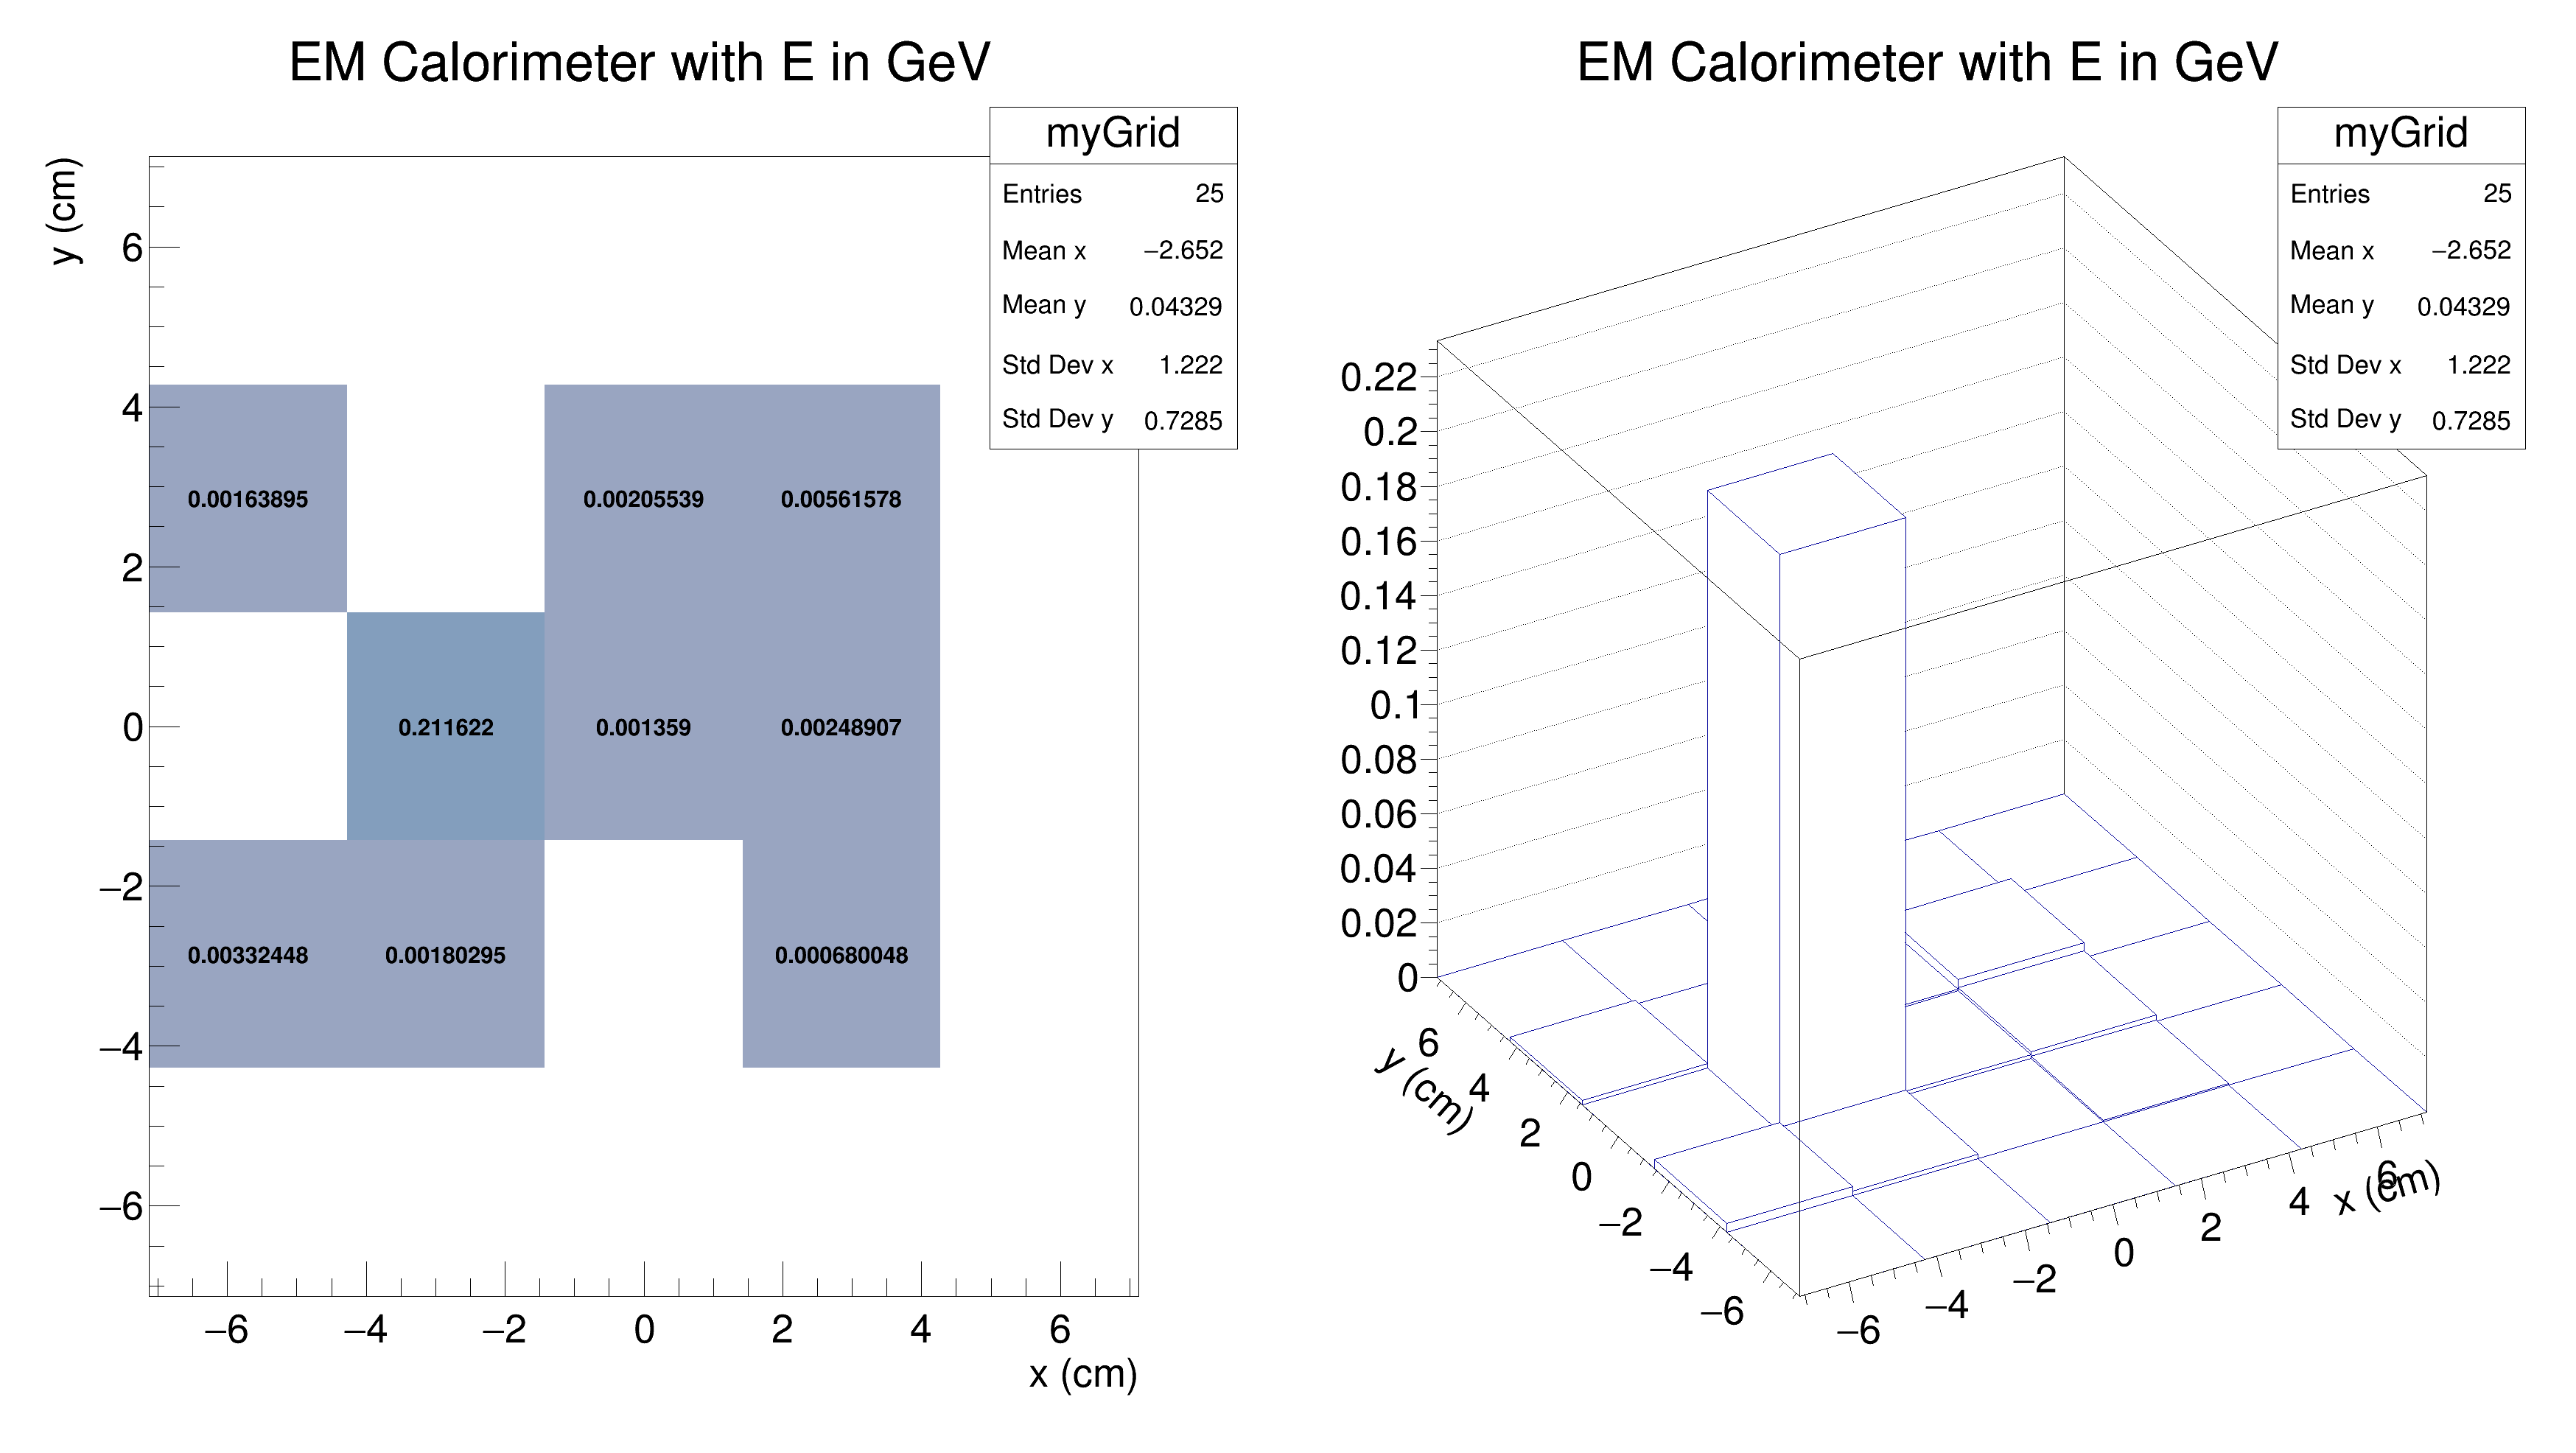 EM Calorimeter with E in GeV
myGrid
Entries 25
Mean x −2.652
Mean y 0.04329
Std Dev x 1.222
Std Dev y 0.7285
y (cm)
6
4
2
0
−2
−4
−6
0.00163895 0.00205539 0.00561578
0.211622 0.001359 0.00248907
0.00332448 0.00180295 0.000680048
−6 −4 −2 0 2 4 6
x (cm)
EM Calorimeter with E in GeV
myGrid
Entries 25
Mean x −2.652
Mean y 0.04329
Std Dev x 1.222
Std Dev y 0.7285
0.22
0.2
0.18
0.16
0.14
0.12
0.1
0.08
0.06
0.04
0.02
0
6
4
2
0
−2
−4
−6
y (cm)
−6
−4
−2
0
2
4
6
x (cm)